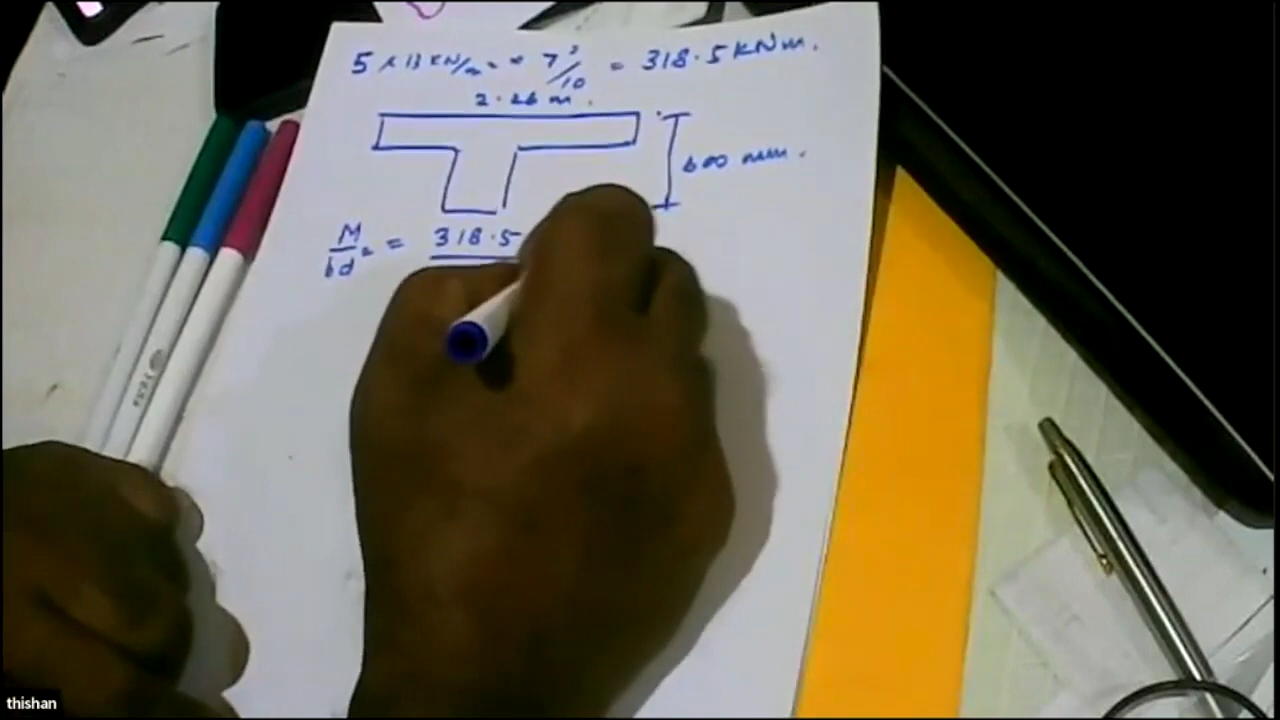 5 × 13 kN/m × 7² / 10 = 318.5 kNm.
2.26 m.
600 mm.
M / bd² = 318.5
thishan